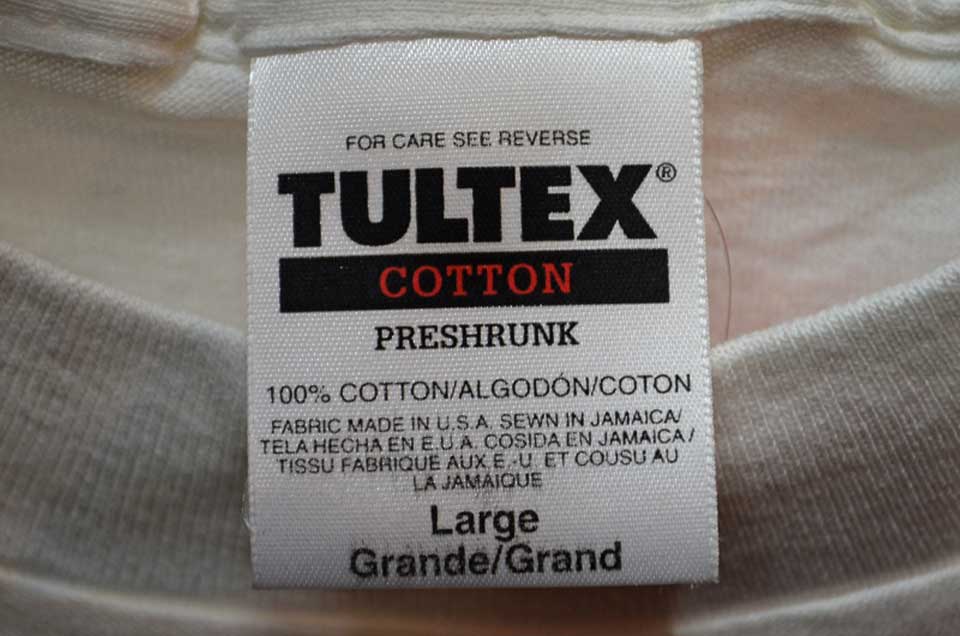 FOR CARE SEE REVERSE
TULTEX®
COTTON
PRESHRUNK
100% COTTON/ALGODÓN/COTON
FABRIC MADE IN U.S.A. SEWN IN JAMAICA/
TELA HECHA EN E.U.A. COSIDA EN JAMAICA/
TISSU FABRIQUE AUX E.-U. ET COUSU AU
LA JAMAIQUE
Large
Grande/Grand